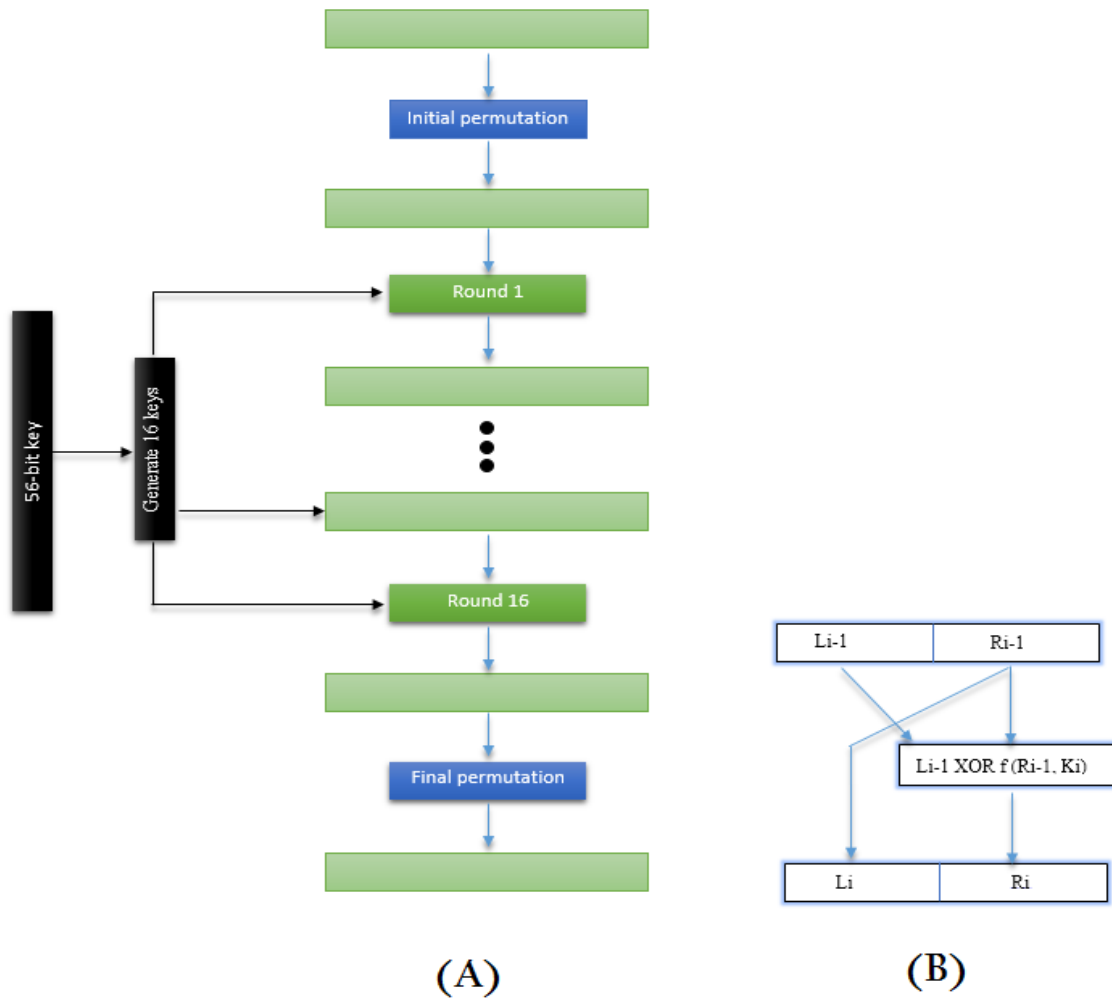 Initial permutation
Round 1
56-bit key
Generate 16 keys
Round 16
Final permutation
Li-1
Ri-1
Li-1 XOR f (Ri-1, Ki)
Li
Ri
(A)
(B)